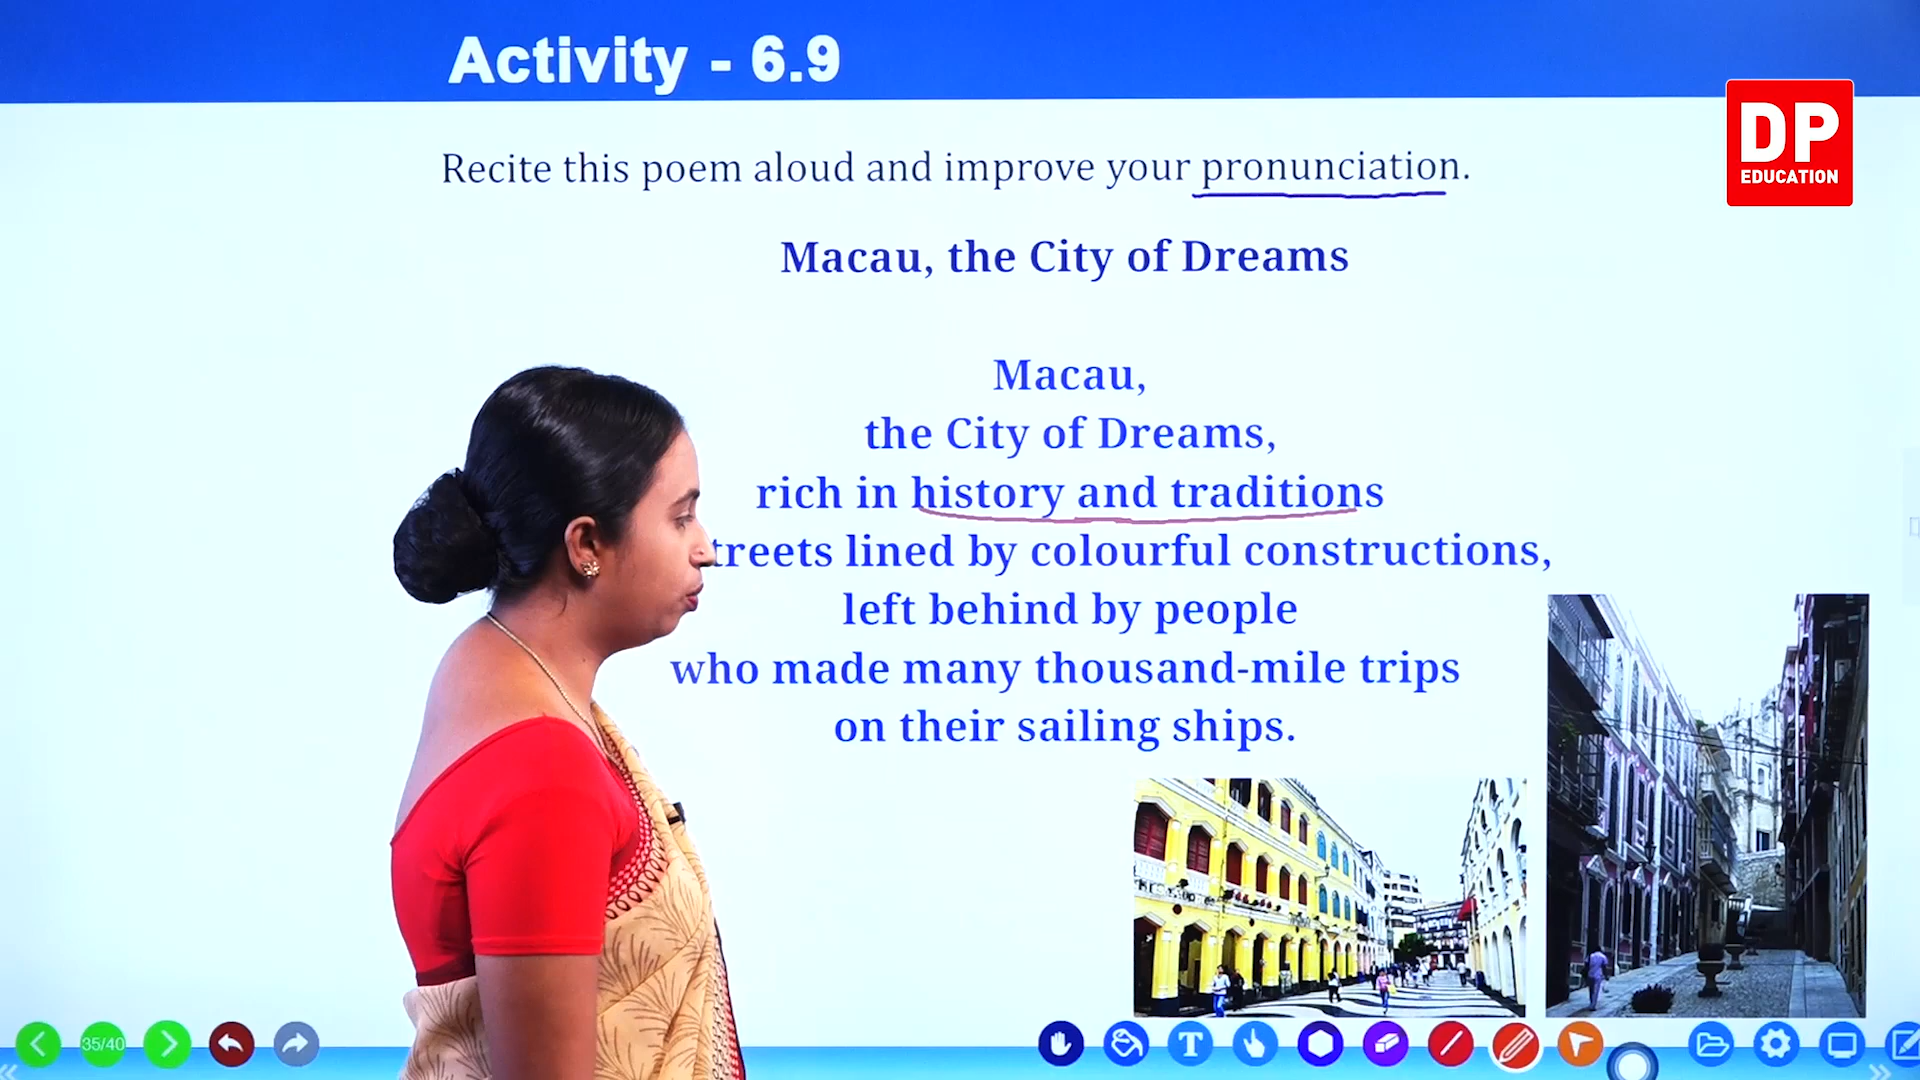 Activity - 6.9
DP
EDUCATION
Recite this poem aloud and improve your pronunciation.
Macau, the City of Dreams
Macau,
the City of Dreams,
rich in history and traditions
treets lined by colourful constructions,
left behind by people
who made many thousand-mile trips
on their sailing ships.
35/40
T